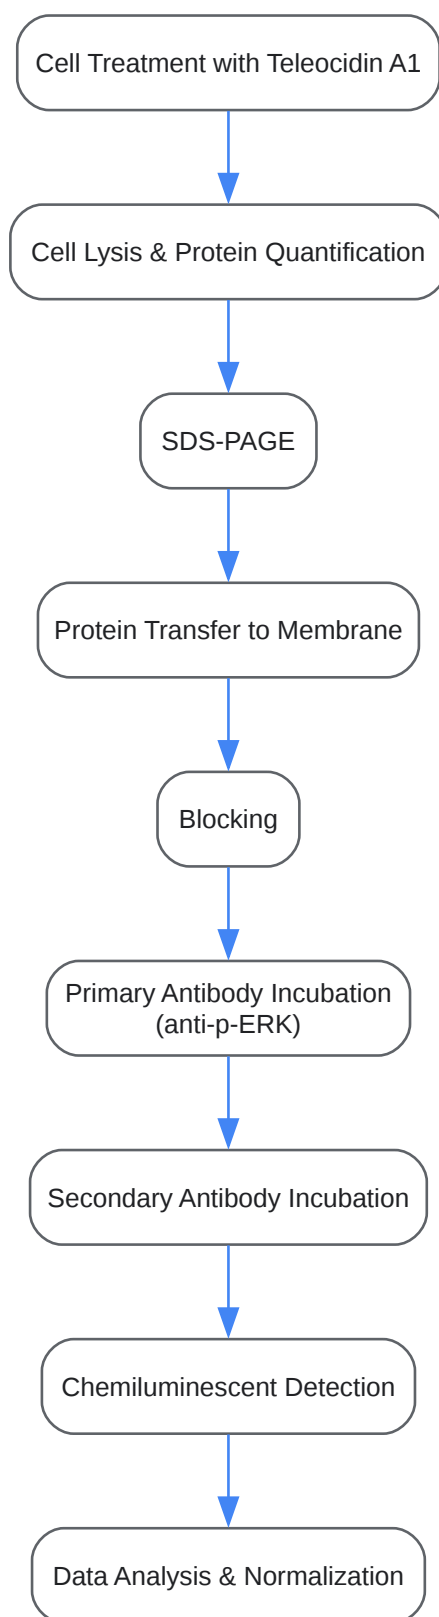 Cell Treatment with Teleocidin A1
Cell Lysis & Protein Quantification
SDS-PAGE
Protein Transfer to Membrane
Blocking
Primary Antibody Incubation
(anti-p-ERK)
Secondary Antibody Incubation
Chemiluminescent Detection
Data Analysis & Normalization